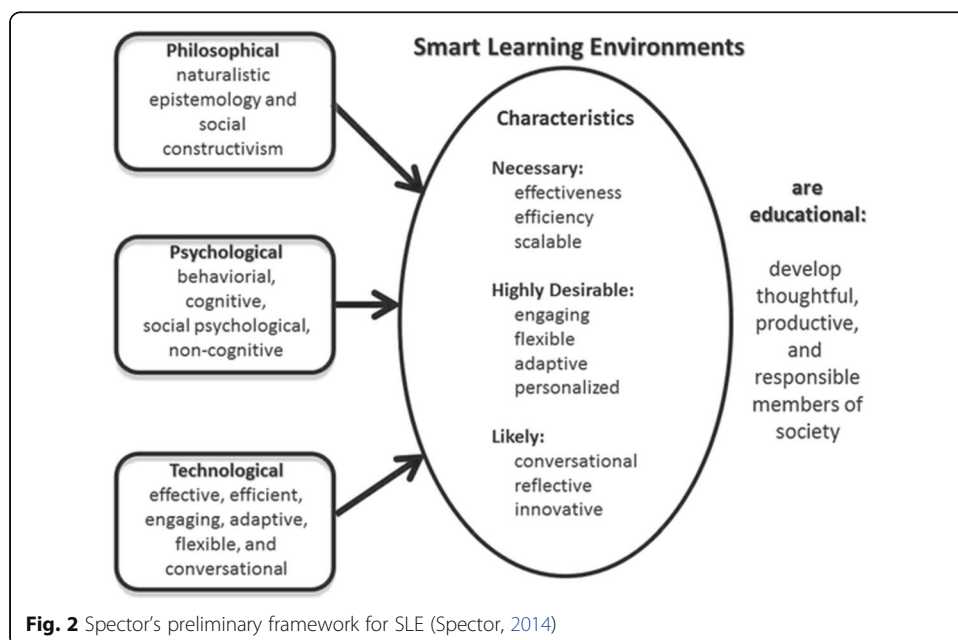 Smart Learning Environments
Philosophical
naturalistic
epistemology and
social
constructivism
Psychological
behaviorial,
cognitive,
social psychological,
non-cognitive
Technological
effective, efficient,
engaging, adaptive,
flexible, and
conversational
Characteristics
Necessary:
effectiveness
efficiency
scalable
Highly Desirable:
engaging
flexible
adaptive
personalized
Likely:
conversational
reflective
innovative
are
educational:
develop
thoughtful,
productive,
and
responsible
members of
society
Fig. 2 Spector's preliminary framework for SLE (Spector, 2014)